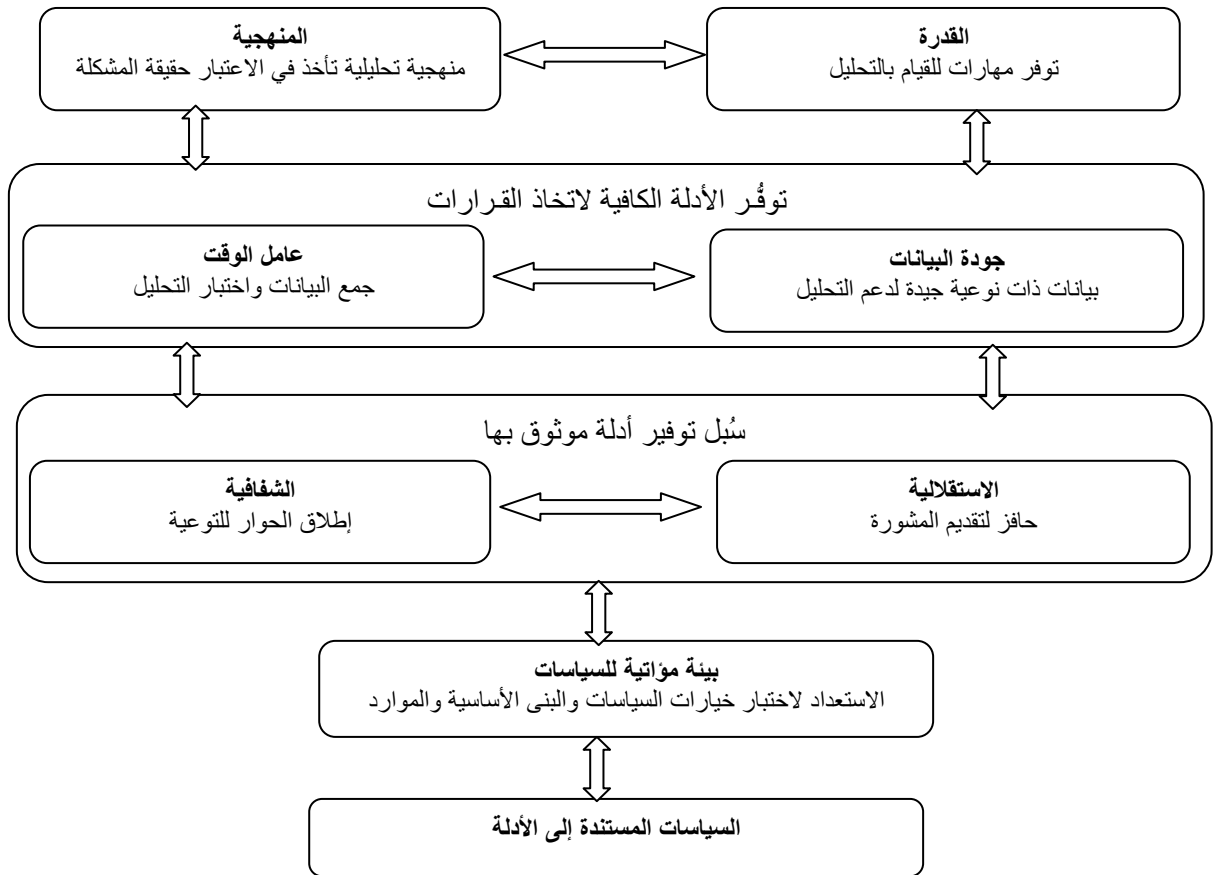 القدرة
توفر مهارات للقيام بالتحليل
المنهجية
منهجية تحليلية تأخذ في الاعتبار حقيقة المشكلة
توفُّـر الأدلة الكافية لاتخاذ القـرارات
جودة البيانات
بيانات ذات نوعية جيدة لدعم التحليل
عامل الوقت
جمع البيانات واختبار التحليل
سُبل توفير أدلة موثوق بها
الاستقلالية
حافز لتقديم المشورة
الشفافية
إطلاق الحوار للتوعية
بيئة مؤاتية للسياسات
الاستعداد لاختبار خيارات السياسات والبنى الأساسية والموارد
السياسات المستندة إلى الأدلة